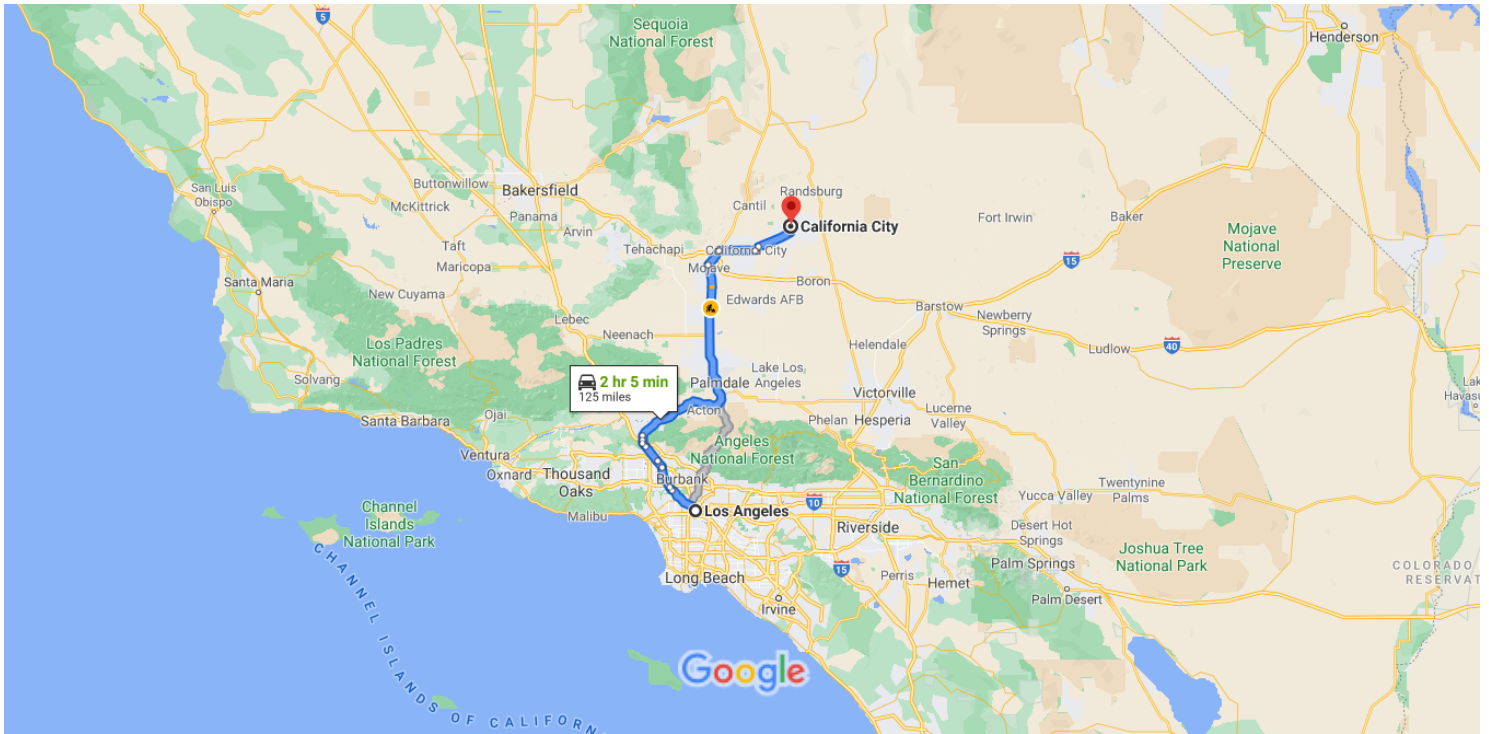 5
Sequoia
National Forest
Henderson
San Luis
Obispo
Buttonwillow
Bakersfield
McKittrick
Panama
Arvin
Taft
Maricopa
Tehachapi
Randsburg
Cantil
California City
California City
Mojave
Boron
Edwards AFB
Fort Irwin
Baker
15
Mojave
National
Preserve
Santa Maria
New Cuyama
Lebec
Neenach
Barstow
Newberry
Springs
Ludlow
40
Los Padres
National Forest
Helendale
Solvang
2 hr 5 min
125 miles
Palmdale
Lake Los
Angeles
Victorville
Acton
Phelan
Hesperia
Lucerne
Valley
Lak
Havasu
Santa Barbara
Ojai
Ventura
Oxnard
Thousand
Oaks
Burbank
Angeles
National Forest
San
Bernardino
National Forest
Yucca Valley
Twentynine
Palms
Malibu
Los Angeles
10
Riverside
Desert Hot
Springs
Channel
Islands
National Park
Joshua Tree
National Park
Palm Springs
Long Beach
15
Perris
Hemet
Palm Desert
COLORADO
RESERVAT
Irvine
Google
CHANNEL ISLANDS OF CALIFORN